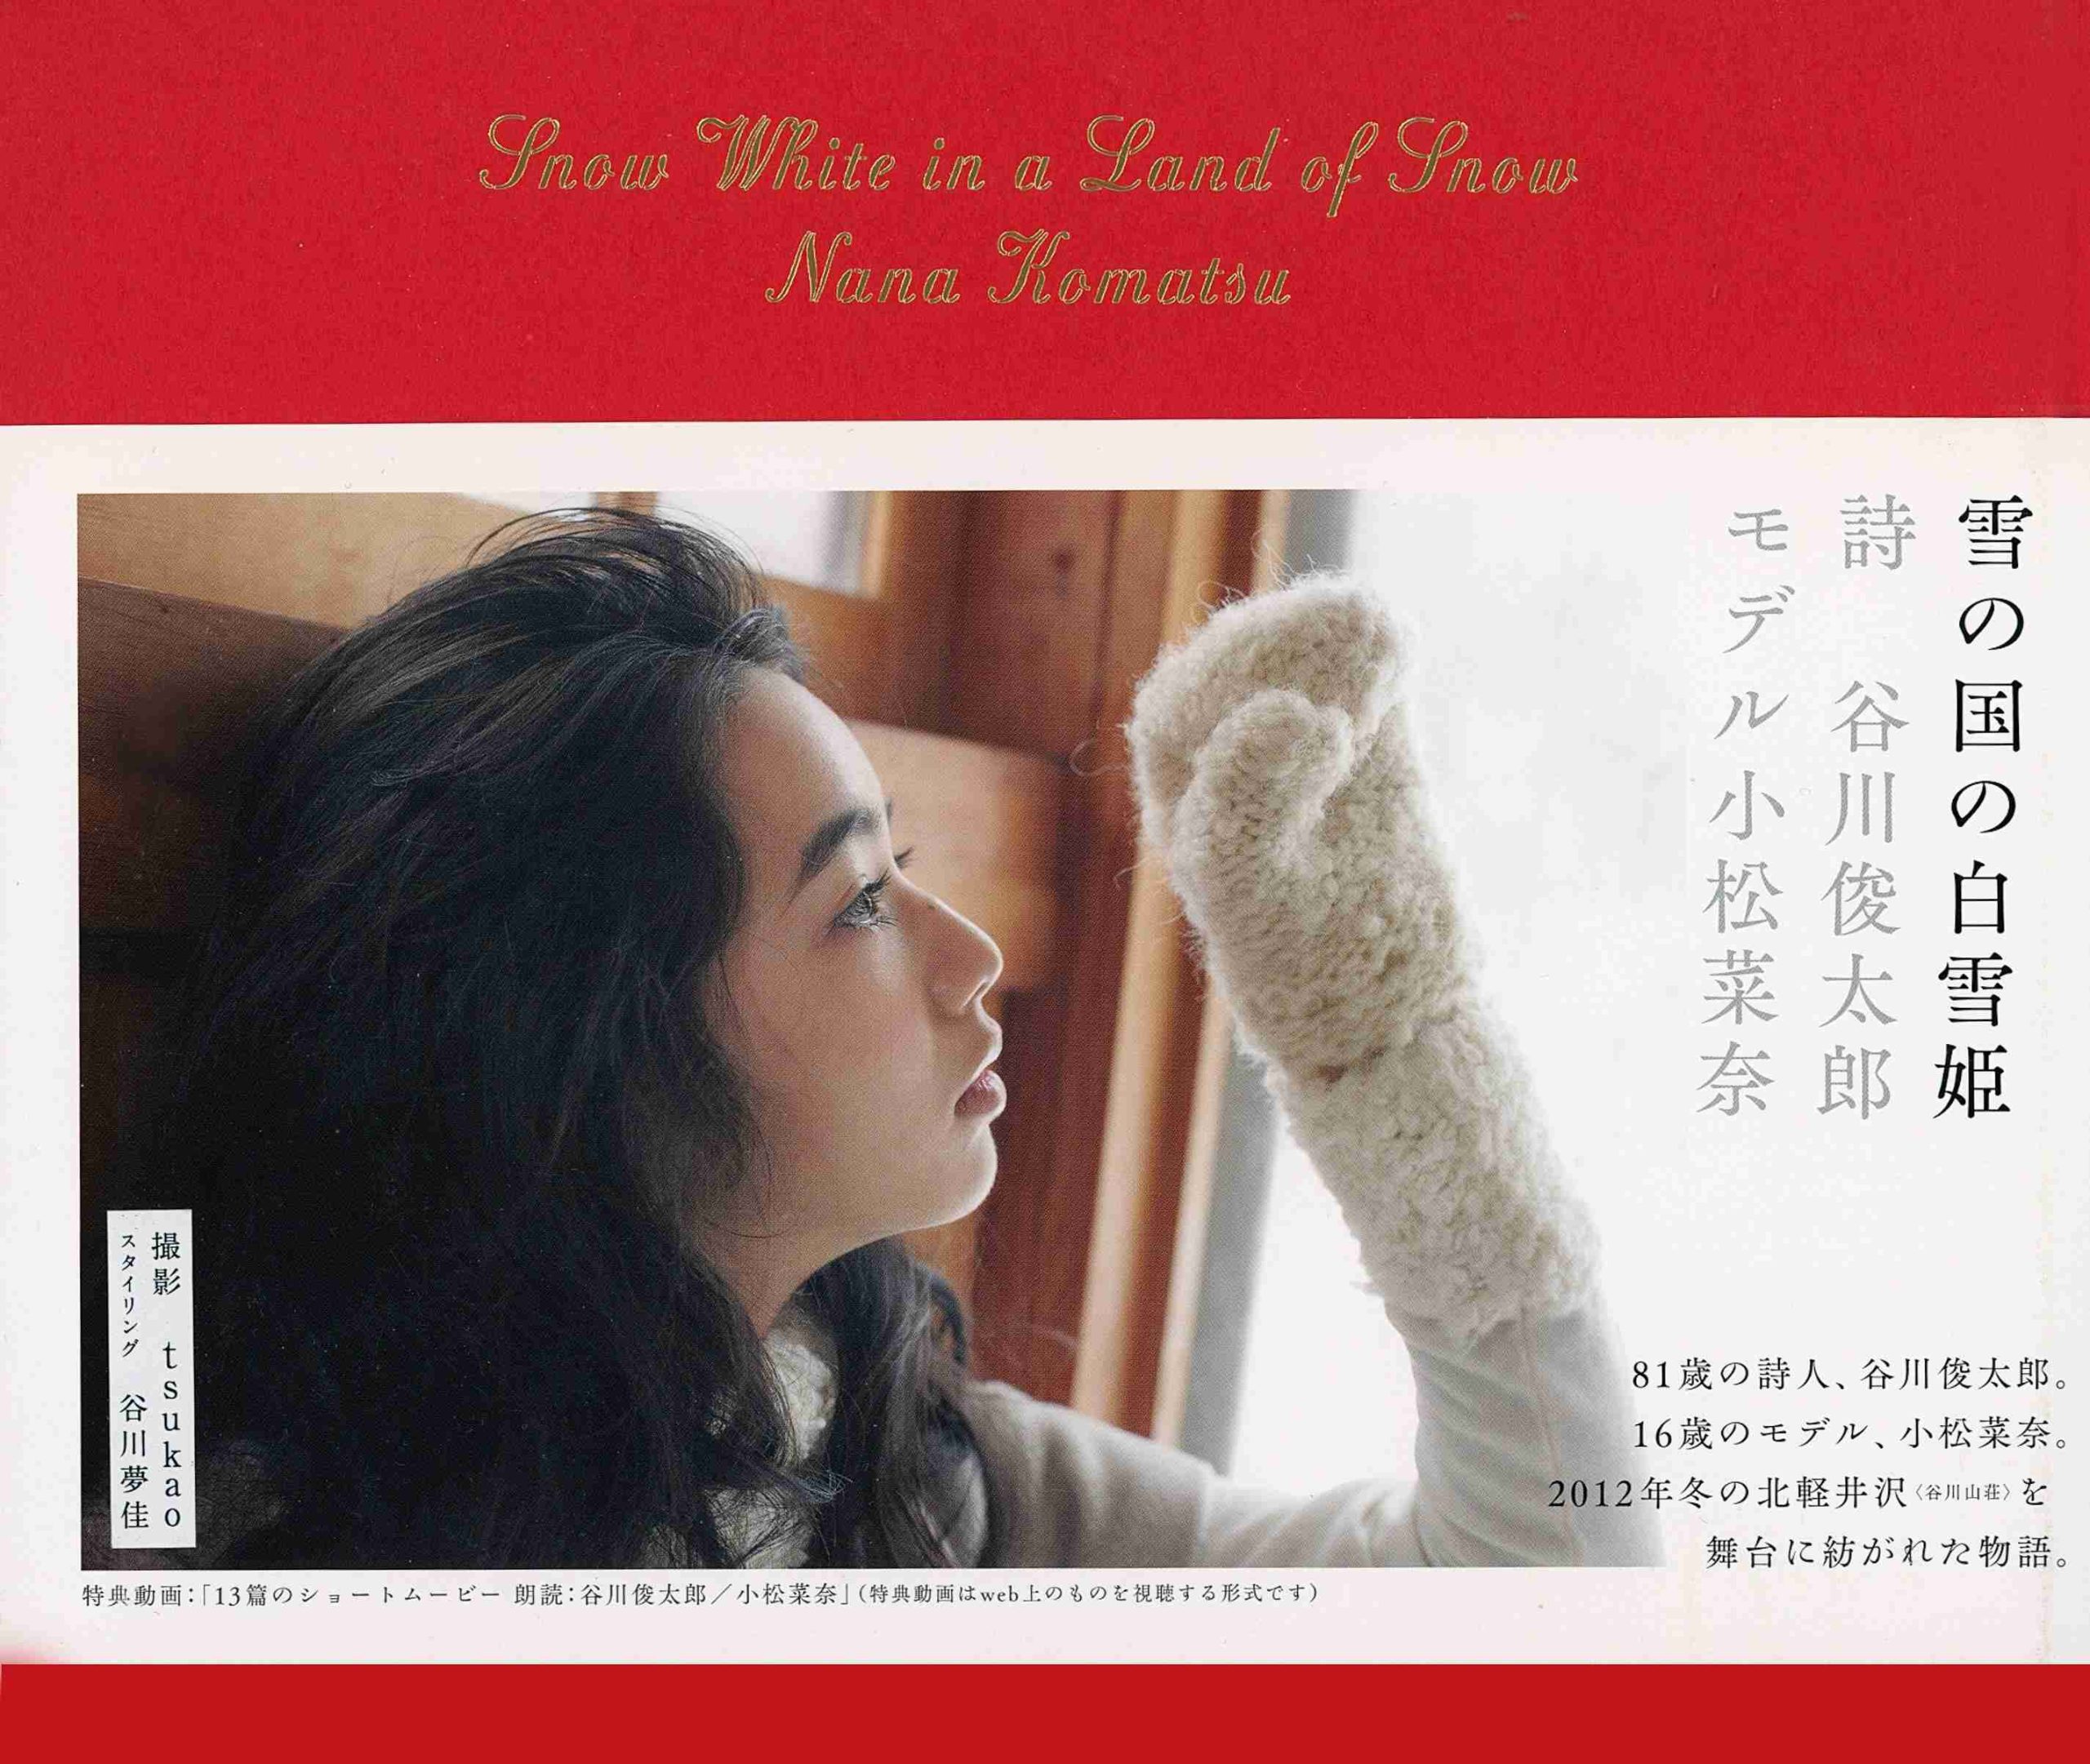 Snow White in a Land of Snow
Nana Komatsu
雪の国の白雪姫
詩 谷川俊太郎
モデル 小松菜奈
81歳の詩人、谷川俊太郎。
16歳のモデル、小松菜奈。
2012年冬の北軽井沢〈谷川山荘〉を
舞台に紡がれた物語。
撮影 tsukao
スタイリング 谷川夢佳
特典動画:「13篇のショートムービー 朗読:谷川俊太郎/小松菜奈」(特典動画はweb上のものを視聴する形式です)